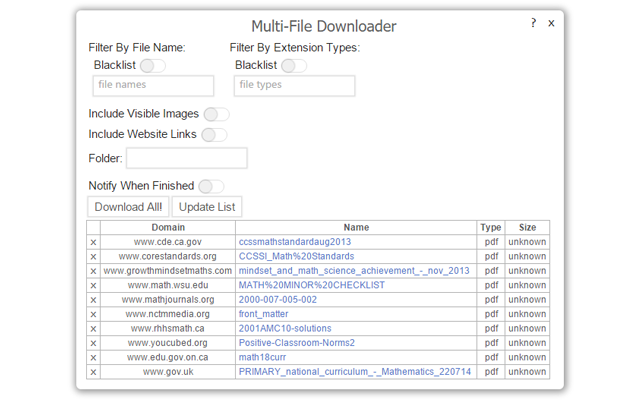 Multi-File Downloader ? x
Filter By File Name: Filter By Extension Types:
Blacklist Blacklist
file names file types
Include Visible Images
Include Website Links
Folder:
Notify When Finished
Download All! Update List
Domain Name Type Size
x www.cde.ca.gov ccssmathstandardaug2013 pdf unknown
x www.corestandards.org CCSSI_Math%20Standards pdf unknown
x www.growthmindsetmaths.com mindset_and_math_science_achievement_-_nov_2013 pdf unknown
x www.math.wsu.edu MATH%20MINOR%20CHECKLIST pdf unknown
x www.mathjournals.org 2000-007-005-002 pdf unknown
x www.nctmmedia.org front_matter pdf unknown
x www.rhhsmath.ca 2001AMC10-solutions pdf unknown
x www.youcubed.org Positive-Classroom-Norms2 pdf unknown
x www.edu.gov.on.ca math18curr pdf unknown
x www.gov.uk PRIMARY_national_curriculum_-_Mathematics_220714 pdf unknown